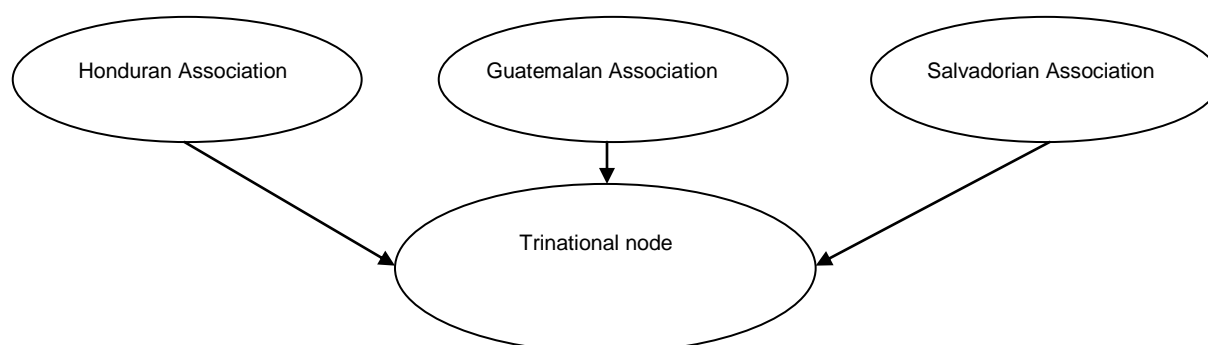 Honduran Association
Guatemalan Association
Salvadorian Association
Trinational node